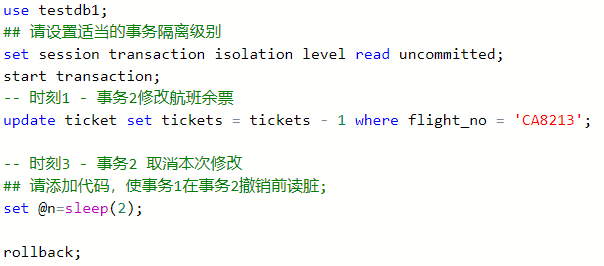 use testdb1;
## 请设置适当的事务隔离级别
set session transaction isolation level read uncommitted;
start transaction;
-- 时刻1 - 事务2修改航班余票
update ticket set tickets = tickets - 1 where flight_no = 'CA8213';
-- 时刻3 - 事务2 取消本次修改
## 请添加代码，使事务1在事务2撤销前读脏;
set @n=sleep(2);
rollback;